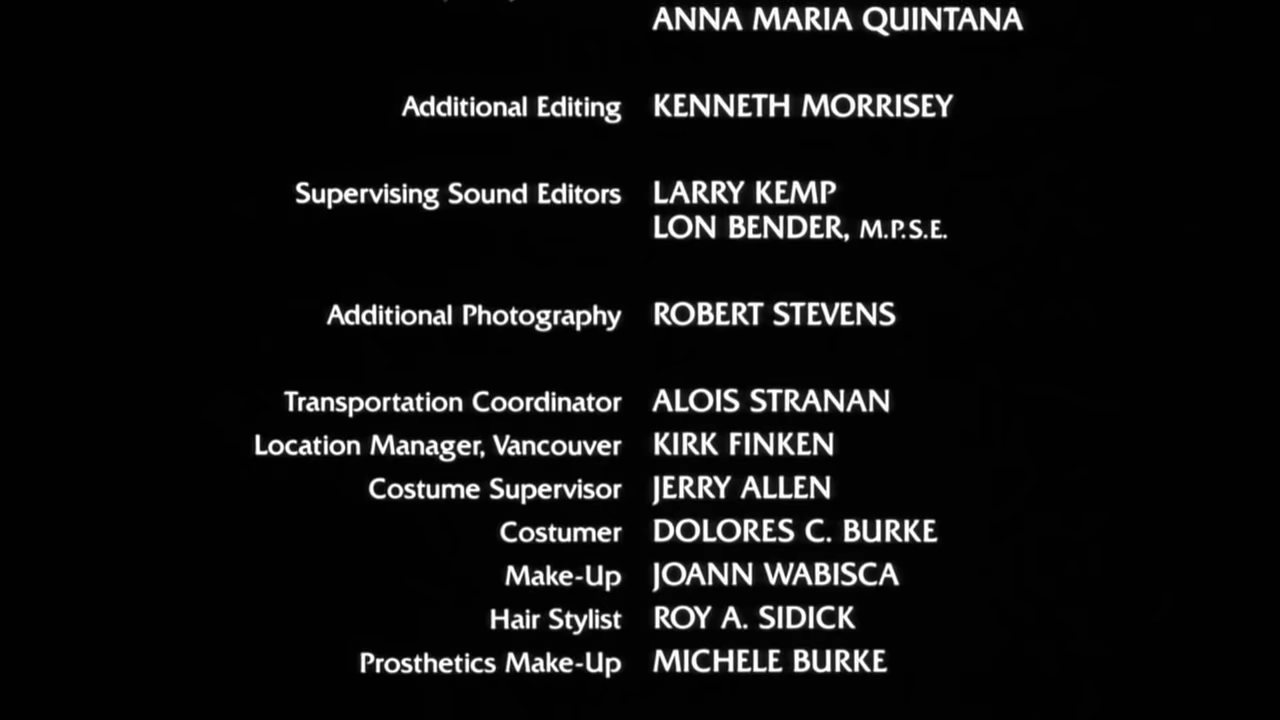 ANNA MARIA QUINTANA
Additional Editing KENNETH MORRISEY
Supervising Sound Editors LARRY KEMP
LON BENDER, M.P.S.E.
Additional Photography ROBERT STEVENS
Transportation Coordinator ALOIS STRANAN
Location Manager, Vancouver KIRK FINKEN
Costume Supervisor JERRY ALLEN
Costumer DOLORES C. BURKE
Make-Up JOANN WABISCA
Hair Stylist ROY A. SIDICK
Prosthetics Make-Up MICHELE BURKE